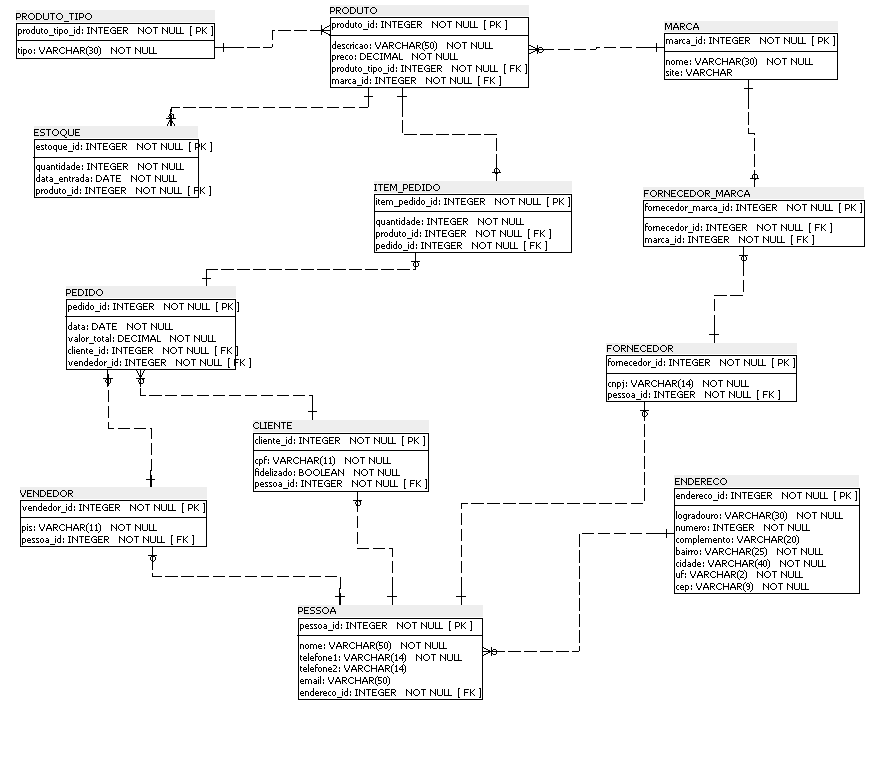 PRODUTO_TIPO
produto_tipo_id: INTEGER NOT NULL [ PK ]
tipo: VARCHAR(30) NOT NULL
PRODUTO
produto_id: INTEGER NOT NULL [ PK ]
descricao: VARCHAR(50) NOT NULL
preco: DECIMAL NOT NULL
produto_tipo_id: INTEGER NOT NULL [ FK ]
marca_id: INTEGER NOT NULL [ FK ]
MARCA
marca_id: INTEGER NOT NULL [ PK ]
nome: VARCHAR(30) NOT NULL
site: VARCHAR
ESTOQUE
estoque_id: INTEGER NOT NULL [ PK ]
quantidade: INTEGER NOT NULL
data_entrada: DATE NOT NULL
produto_id: INTEGER NOT NULL [ FK ]
ITEM_PEDIDO
item_pedido_id: INTEGER NOT NULL [ PK ]
quantidade: INTEGER NOT NULL
produto_id: INTEGER NOT NULL [ FK ]
pedido_id: INTEGER NOT NULL [ FK ]
FORNECEDOR_MARCA
fornecedor_marca_id: INTEGER NOT NULL [ PK ]
fornecedor_id: INTEGER NOT NULL [ FK ]
marca_id: INTEGER NOT NULL [ FK ]
PEDIDO
pedido_id: INTEGER NOT NULL [ PK ]
data: DATE NOT NULL
valor_total: DECIMAL NOT NULL
cliente_id: INTEGER NOT NULL [ FK ]
vendedor_id: INTEGER NOT NULL [ FK ]
FORNECEDOR
fornecedor_id: INTEGER NOT NULL [ PK ]
cnpj: VARCHAR(14) NOT NULL
pessoa_id: INTEGER NOT NULL [ FK ]
CLIENTE
cliente_id: INTEGER NOT NULL [ PK ]
cpf: VARCHAR(11) NOT NULL
fidelizado: BOOLEAN NOT NULL
pessoa_id: INTEGER NOT NULL [ FK ]
VENDEDOR
vendedor_id: INTEGER NOT NULL [ PK ]
pis: VARCHAR(11) NOT NULL
pessoa_id: INTEGER NOT NULL [ FK ]
ENDERECO
endereco_id: INTEGER NOT NULL [ PK ]
logradouro: VARCHAR(30) NOT NULL
numero: INTEGER NOT NULL
complemento: VARCHAR(20)
bairro: VARCHAR(25) NOT NULL
cidade: VARCHAR(40) NOT NULL
uf: VARCHAR(2) NOT NULL
cep: VARCHAR(9) NOT NULL
PESSOA
pessoa_id: INTEGER NOT NULL [ PK ]
nome: VARCHAR(50) NOT NULL
telefone1: VARCHAR(14) NOT NULL
telefone2: VARCHAR(14)
email: VARCHAR(50)
endereco_id: INTEGER NOT NULL [ FK ]